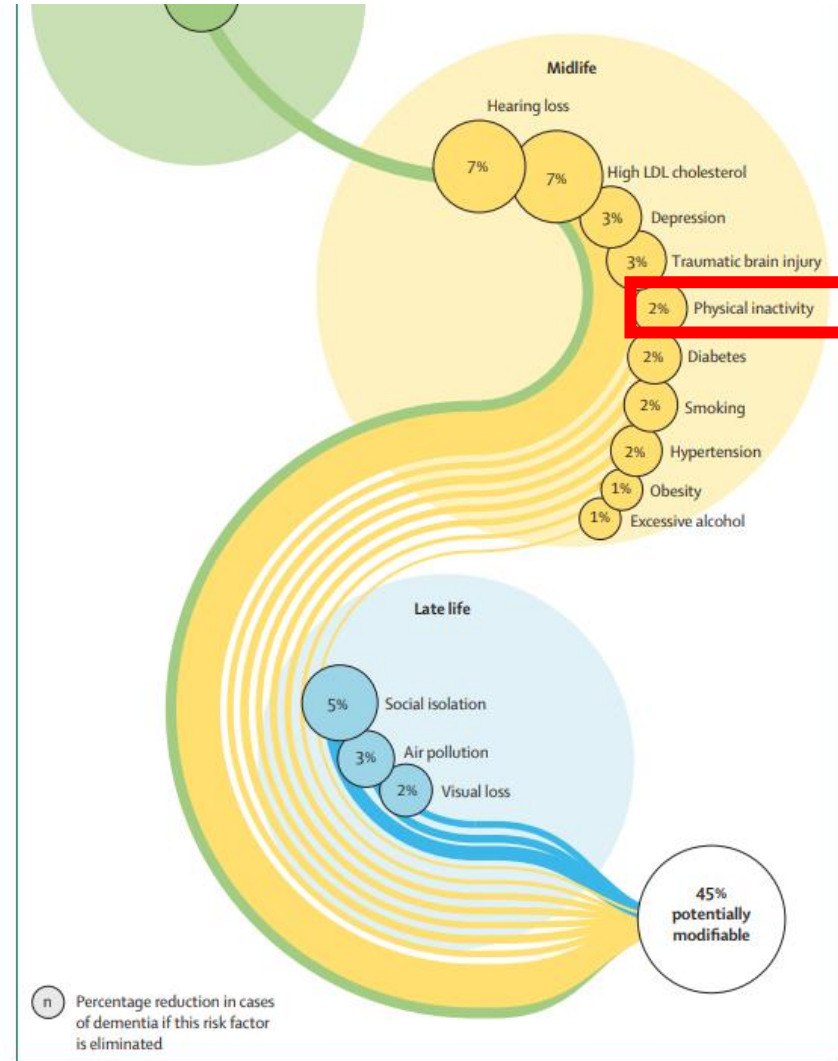 Midlife
Hearing loss
7%
7%
High LDL cholesterol
3%
Depression
3%
Traumatic brain injury
2%
Physical inactivity
2%
Diabetes
2%
Smoking
2%
Hypertension
1%
Obesity
1%
Excessive alcohol
Late life
5%
Social isolation
3%
Air pollution
2%
Visual loss
45%
potentially
modifiable
n
Percentage reduction in cases
of dementia if this risk factor
is eliminated